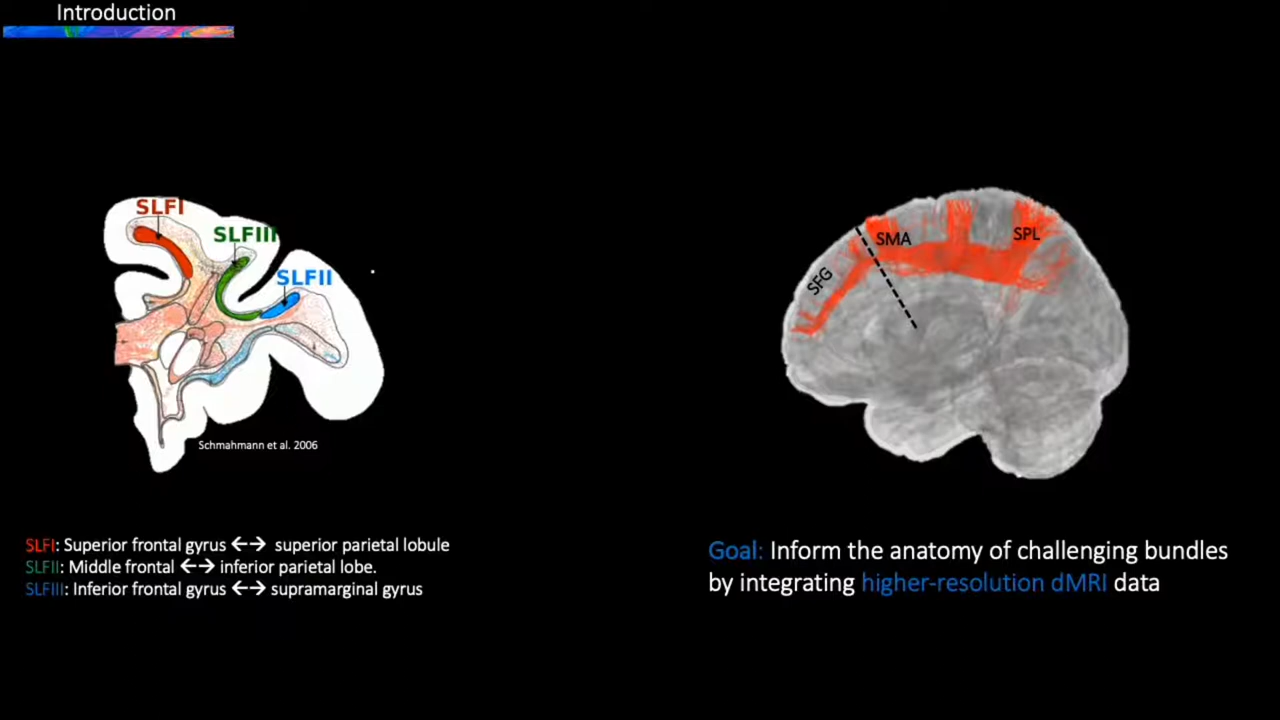 Introduction
SLFI
SLFIII
SLFII
Schmahmann et al. 2006
SLFI: Superior frontal gyrus ←→ superior parietal lobule
SLFII: Middle frontal ←→ inferior parietal lobe.
SLFIII: Inferior frontal gyrus ←→ supramarginal gyrus
SFG
SMA
SPL
Goal: Inform the anatomy of challenging bundles
by integrating higher-resolution dMRI data